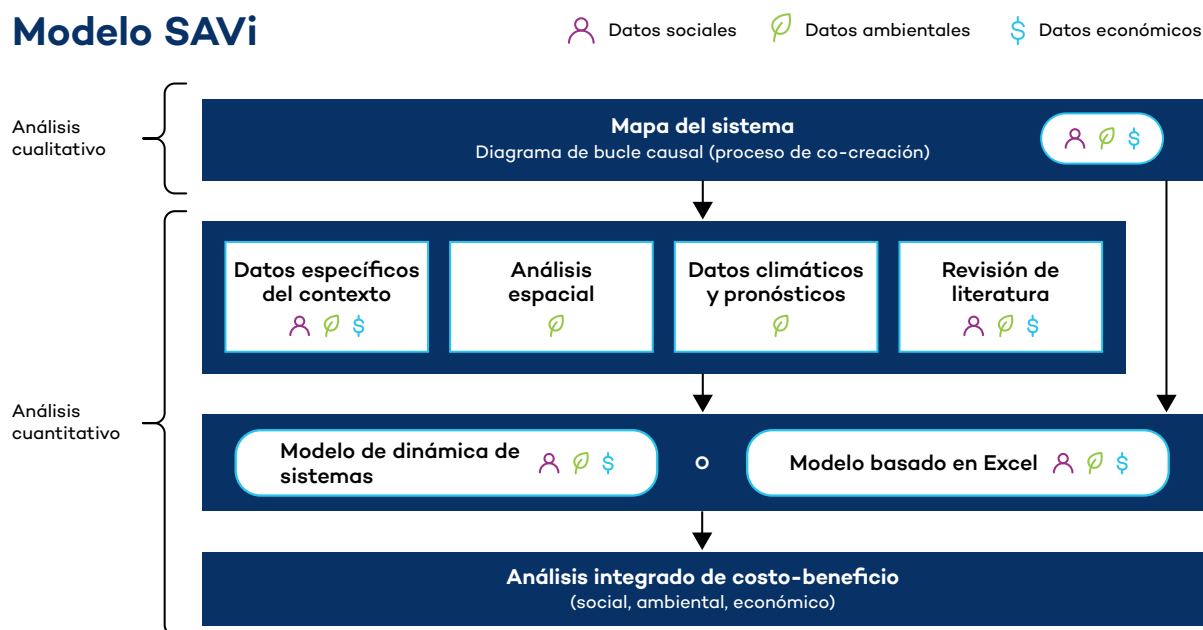 Modelo SAVi
Datos sociales
Datos ambientales
Datos económicos
Análisis
cualitativo
Mapa del sistema
Diagrama de bucle causal (proceso de co-creación)
Análisis
cuantitativo
Datos específicos
del contexto
Análisis
espacial
Datos climáticos
y pronósticos
Revisión de
literatura
Modelo de dinámica de
sistemas
o
Modelo basado en Excel
Análisis integrado de costo-beneficio
(social, ambiental, económico)